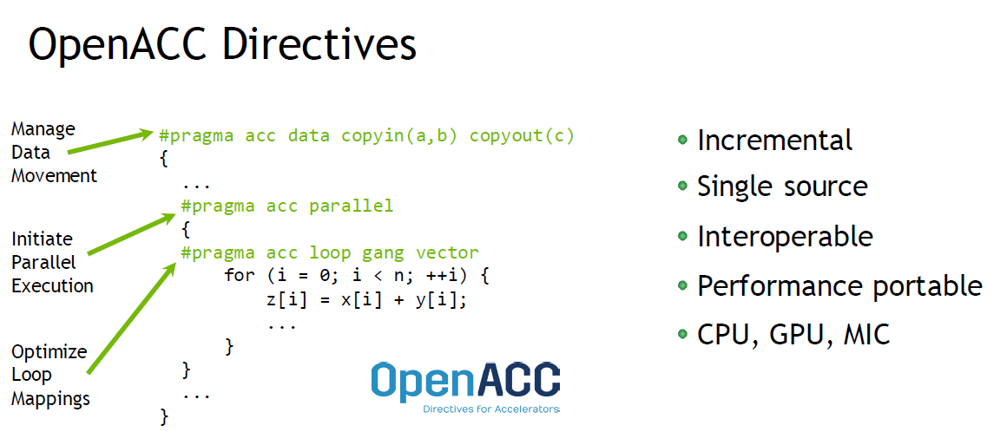 OpenACC Directives
Manage
Data
Movement
#pragma acc data copyin(a,b) copyout(c)
{
...
#pragma acc parallel
{
#pragma acc loop gang vector
for (i = 0; i < n; ++i) {
z[i] = x[i] + y[i];
...
}
}
...
}
Initiate
Parallel
Execution
Optimize
Loop
Mappings
OpenACC
Directives for Accelerators
Incremental
Single source
Interoperable
Performance portable
CPU, GPU, MIC